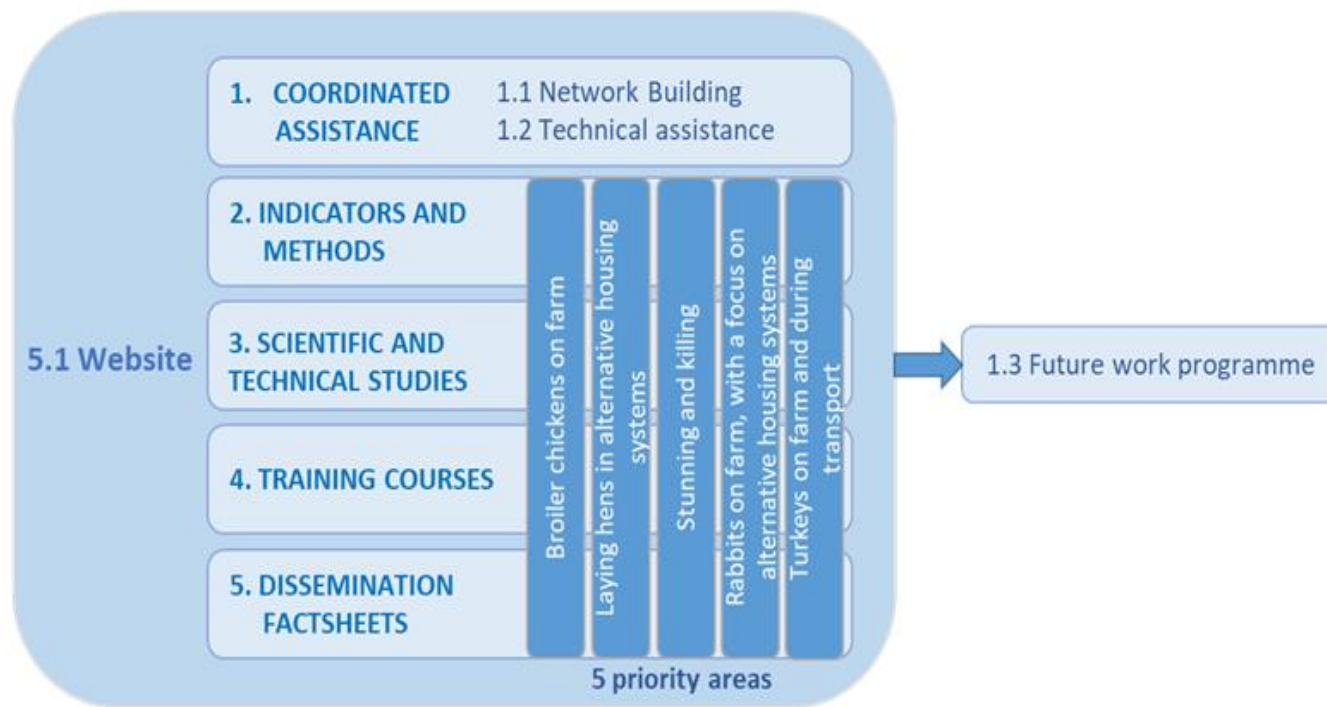 1. COORDINATED
ASSISTANCE
1.1 Network Building
1.2 Technical assistance
2. INDICATORS AND
METHODS
3. SCIENTIFIC AND
TECHNICAL STUDIES
4. TRAINING COURSES
5. DISSEMINATION
FACTSHEETS
Broiler chickens on farm
Laying hens in alternative housing
systems
Stunning and killing
Rabbits on farm, with a focus on
alternative housing systems
Turkeys on farm and during
transport
5 priority areas
5.1 Website
1.3 Future work programme